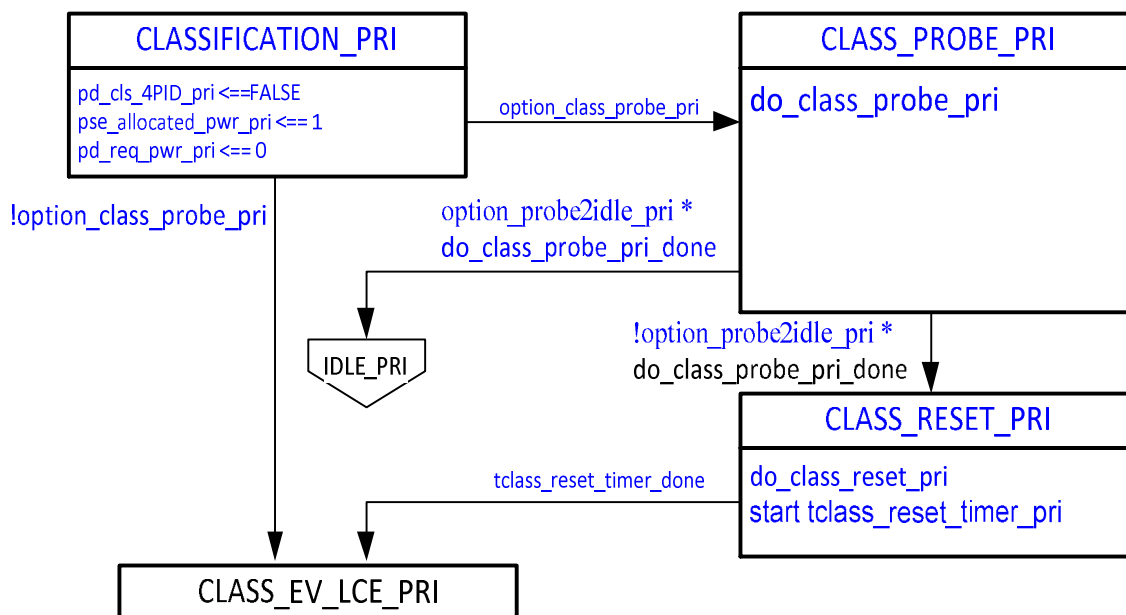 CLASSIFICATION_PRI
pd_cls_4PID_pri <==FALSE
pse_allocated_pwr_pri <== 1
pd_req_pwr_pri <== 0
option_class_probe_pri
CLASS_PROBE_PRI
do_class_probe_pri
!option_class_probe_pri
option_probe2idle_pri *
do_class_probe_pri_done
IDLE_PRI
!option_probe2idle_pri *
do_class_probe_pri_done
CLASS_RESET_PRI
do_class_reset_pri
start tclass_reset_timer_pri
tclass_reset_timer_done
CLASS_EV_LCE_PRI